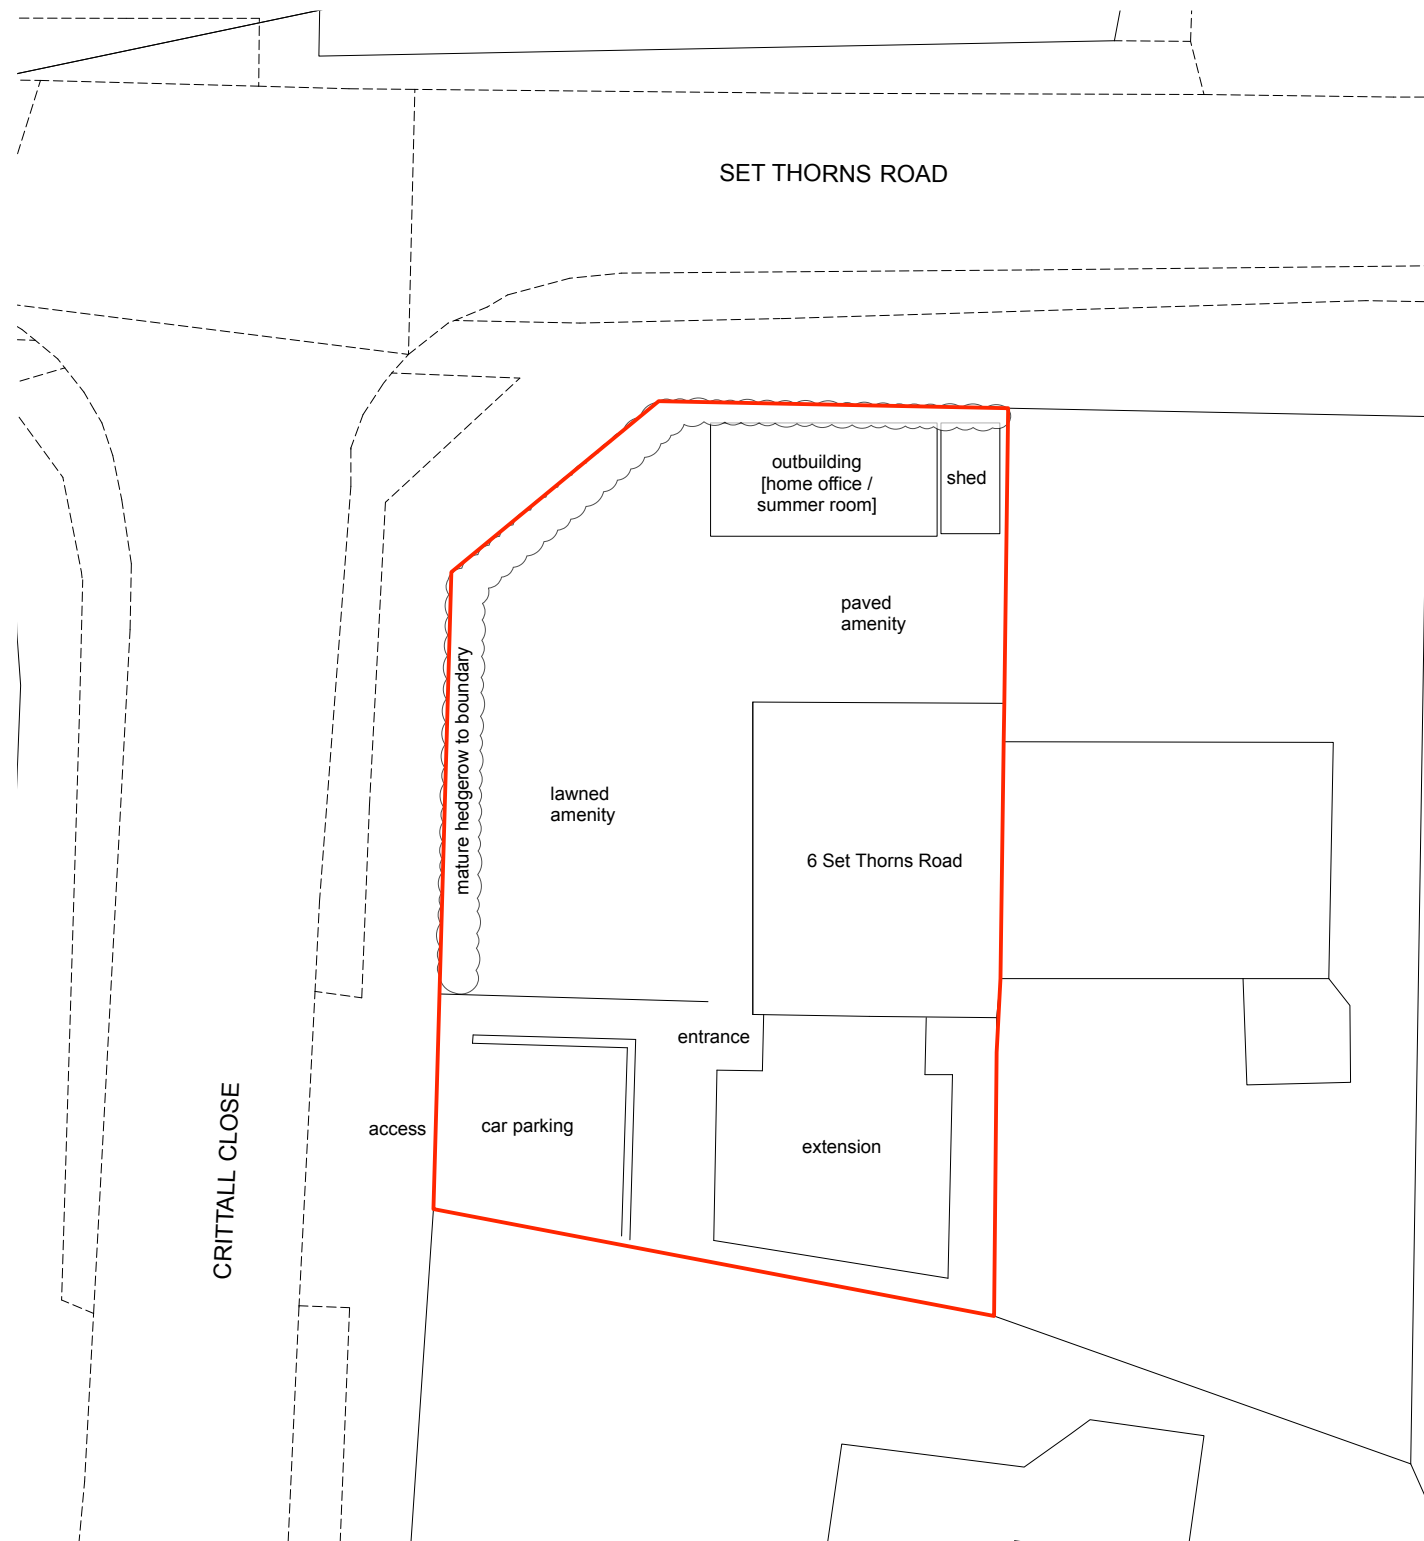 SET THORNS ROAD
outbuilding
[home office /
summer room]
shed
paved
amenity
mature hedgerow to boundary
lawned
amenity
6 Set Thorns Road
entrance
access
car parking
extension
CRITTALL CLOSE